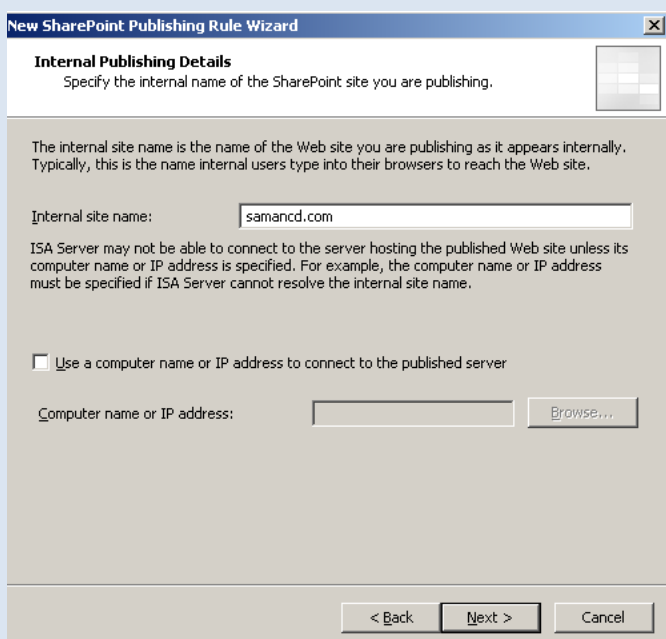 New SharePoint Publishing Rule Wizard
Internal Publishing Details
Specify the internal name of the SharePoint site you are publishing.
The internal site name is the name of the Web site you are publishing as it appears internally.
Typically, this is the name internal users type into their browsers to reach the Web site.
Internal site name: samancd.com
ISA Server may not be able to connect to the server hosting the published Web site unless its
computer name or IP address is specified. For example, the computer name or IP address
must be specified if ISA Server cannot resolve the internal site name.
Use a computer name or IP address to connect to the published server
Computer name or IP address: Browse...
< Back Next > Cancel